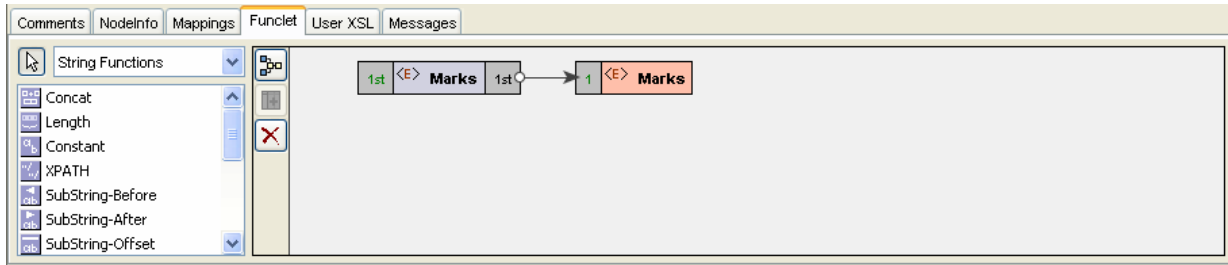 Comments NodeInfo Mappings Funclet User XSL Messages
String Functions
1st <E> Marks 1st 1 <E> Marks
Concat
Length
Constant
XPATH
SubString-Before
SubString-After
SubString-Offset